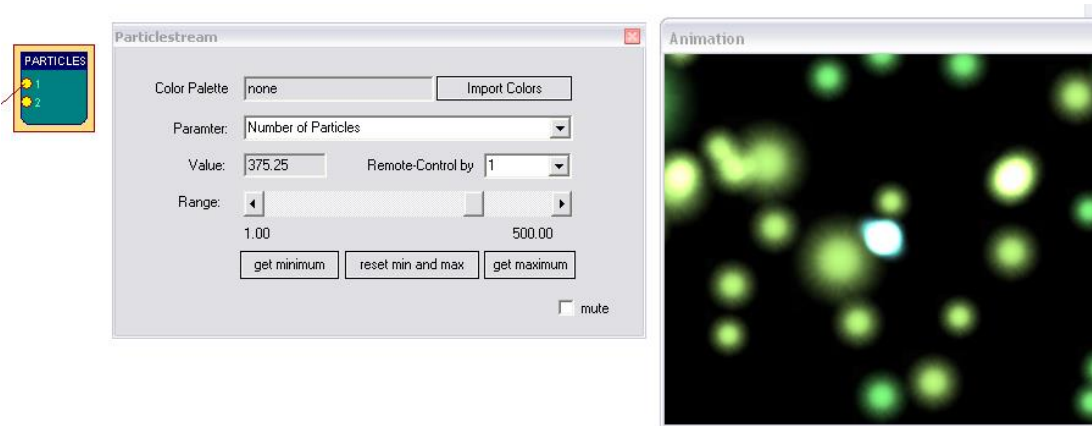 PARTICLES
1
2
Particlestream
Color Palette none Import Colors
Paramter: Number of Particles
Value: 375.25 Remote-Control by 1
Range:
1.00 500.00
get minimum reset min and max get maximum
mute
Animation